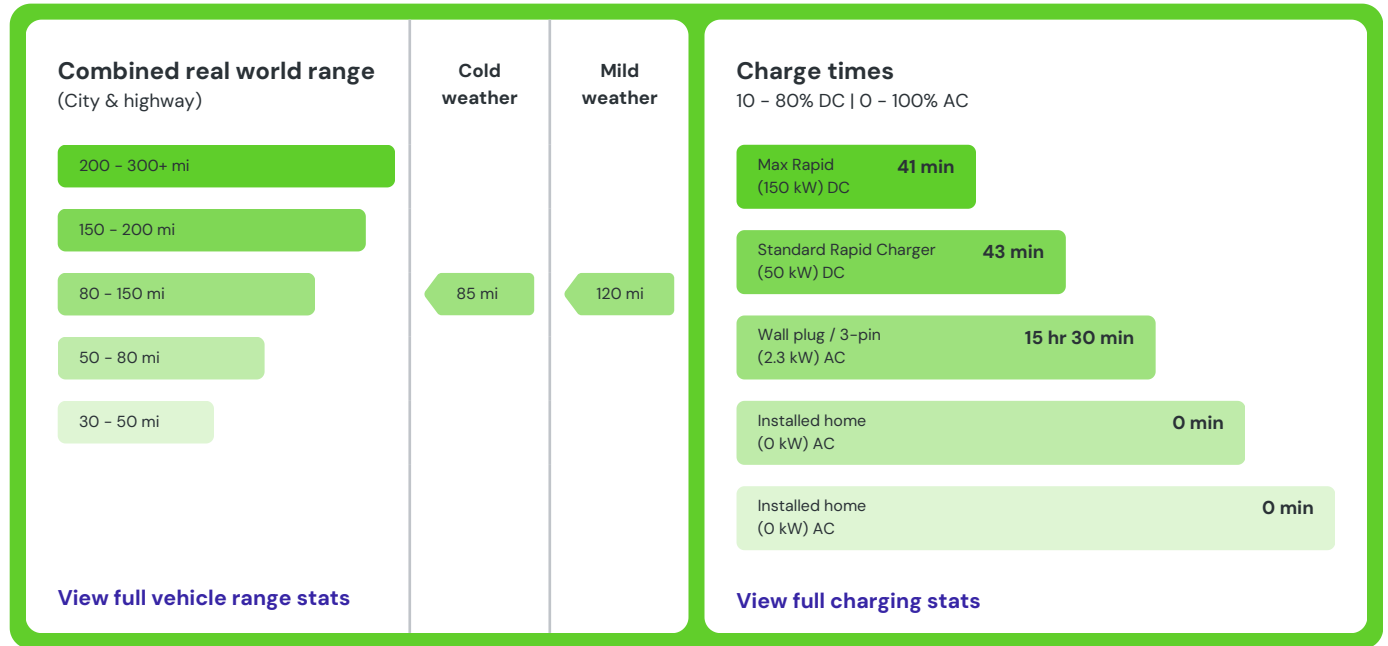 Combined real world range
(City & highway)
Cold
weather
Mild
weather
200 - 300+ mi
150 - 200 mi
80 - 150 mi
85 mi
120 mi
50 - 80 mi
30 - 50 mi
View full vehicle range stats
Charge times
10 - 80% DC | 0 - 100% AC
Max Rapid
(150 kW) DC
41 min
Standard Rapid Charger
(50 kW) DC
43 min
Wall plug / 3-pin
(2.3 kW) AC
15 hr 30 min
Installed home
(0 kW) AC
0 min
Installed home
(0 kW) AC
0 min
View full charging stats